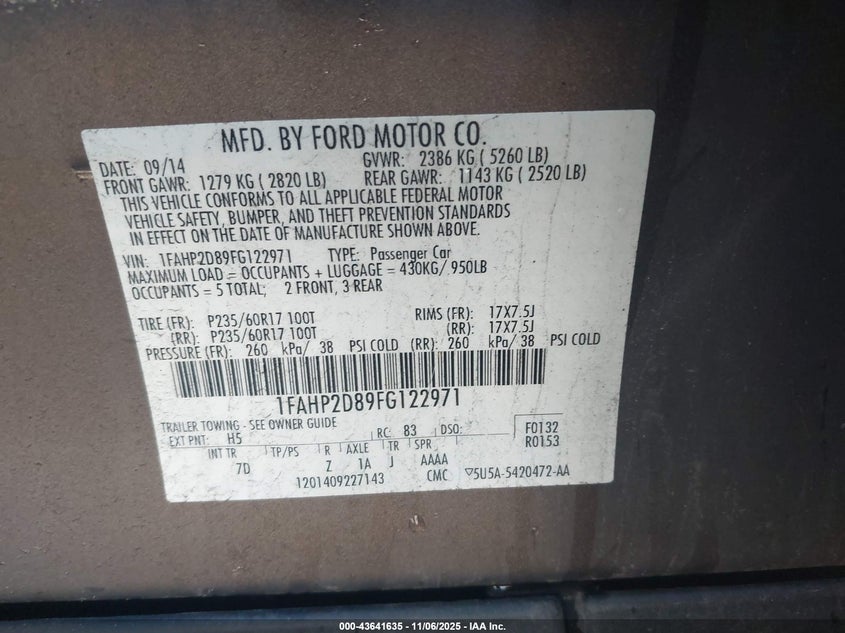 MFD. BY FORD MOTOR CO.
DATE: 09/14 GVWR: 2386 KG ( 5260 LB)
FRONT GAWR: 1279 KG ( 2820 LB) REAR GAWR: 1143 KG ( 2520 LB)
THIS VEHICLE CONFORMS TO ALL APPLICABLE FEDERAL MOTOR
VEHICLE SAFETY, BUMPER, AND THEFT PREVENTION STANDARDS
IN EFFECT ON THE DATE OF MANUFACTURE SHOWN ABOVE.
VIN: 1FAHP2D89FG122971 TYPE: Passenger Car
MAXIMUM LOAD = OCCUPANTS + LUGGAGE = 430KG/ 950LB
OCCUPANTS = 5 TOTAL; 2 FRONT, 3 REAR
TIRE (FR): P235/60R17 100T RIMS (FR): 17X7.5J
(RR): P235/60R17 100T (RR): 17X7.5J
PRESSURE (FR): 260 kPa/ 38 PSI COLD (RR): 260 kPa/ 38 PSI COLD
1FAHP2D89FG122971
TRAILER TOWING - SEE OWNER GUIDE
EXT PNT: H5 RC: 83 DSO: F0132
R0153
INT TR TP/PS R AXLE TR SPR
7D Z 1A J AAAA
1201409227143 CMC ▽5U5A-5420472-AA
000-43641635 - 11/06/2025 - IAA Inc.